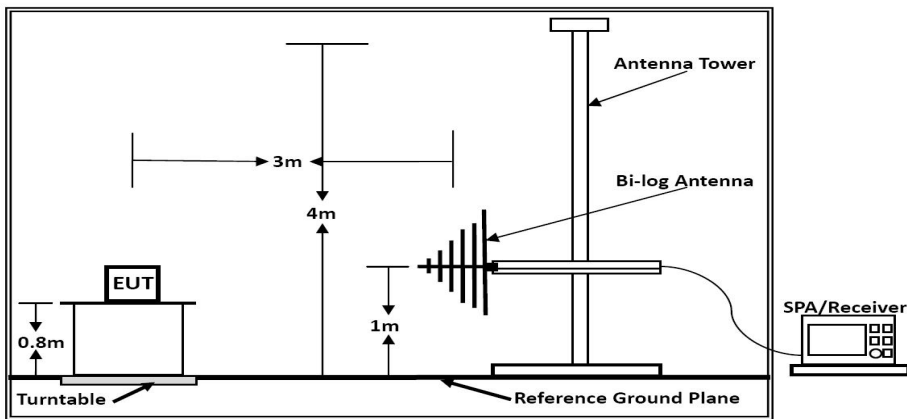 Antenna Tower
3m
Bi-log Antenna
4m
EUT
SPA/Receiver
0.8m
1m
Turntable
Reference Ground Plane